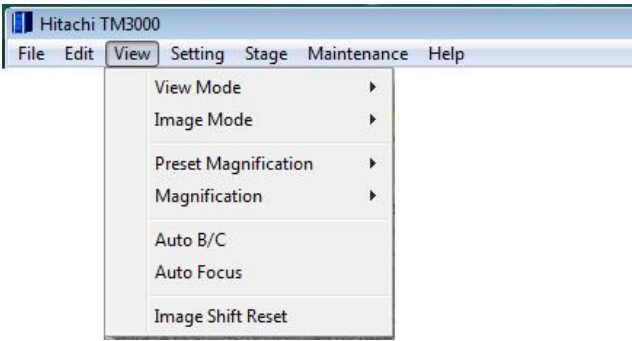 Hitachi TM3000
File Edit View Setting Stage Maintenance Help
View Mode
Image Mode
Preset Magnification
Magnification
Auto B/C
Auto Focus
Image Shift Reset